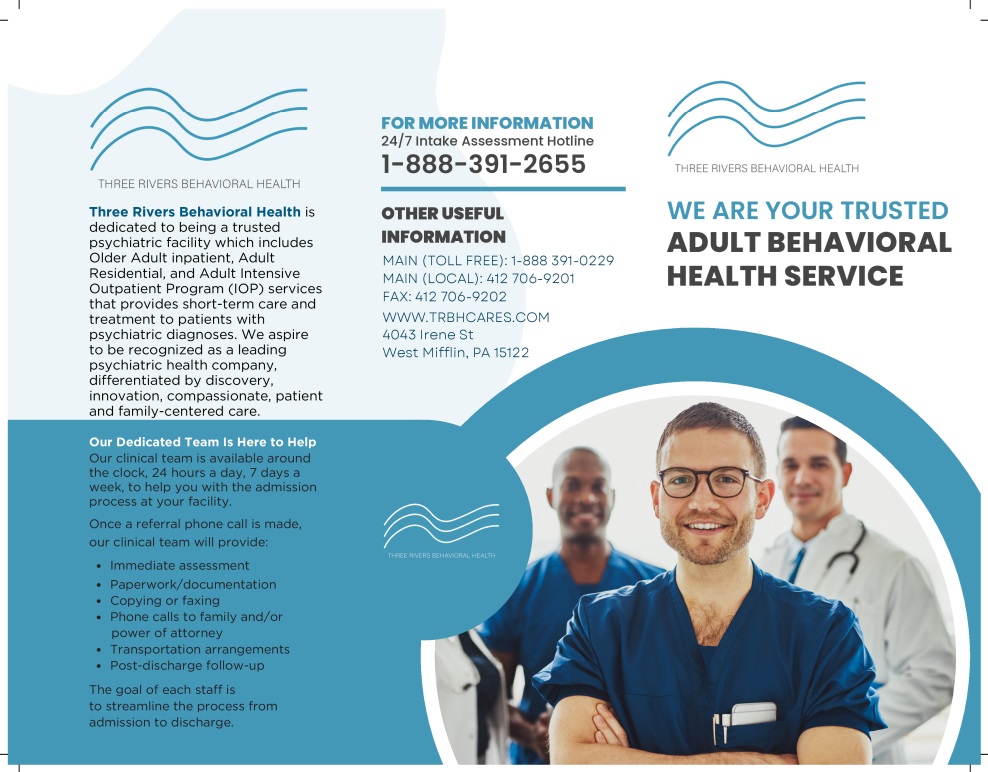 THREE RIVERS BEHAVIORAL HEALTH
Three Rivers Behavioral Health is
dedicated to being a trusted
psychiatric facility which includes
Older Adult inpatient, Adult
Residential, and Adult Intensive
Outpatient Program (IOP) services
that provides short-term care and
treatment to patients with
psychiatric diagnoses. We aspire
to be recognized as a leading
psychiatric health company,
differentiated by discovery,
innovation, compassionate, patient
and family-centered care.
Our Dedicated Team Is Here to Help
Our clinical team is available around
the clock, 24 hours a day, 7 days a
week, to help you with the admission
process at your facility.
Once a referral phone call is made,
our clinical team will provide:
• Immediate assessment
• Paperwork/documentation
• Copying or faxing
• Phone calls to family and/or
power of attorney
• Transportation arrangements
• Post-discharge follow-up
The goal of each staff is
to streamline the process from
admission to discharge.
FOR MORE INFORMATION
24/7 Intake Assessment Hotline
1-888-391-2655
OTHER USEFUL
INFORMATION
MAIN (TOLL FREE): 1-888 391-0229
MAIN (LOCAL): 412 706-9201
FAX: 412 706-9202
WWW.TRBHCARES.COM
4043 Irene St
West Mifflin, PA 15122
THREE RIVERS BEHAVIORAL HEALTH
THREE RIVERS BEHAVIORAL HEALTH
WE ARE YOUR TRUSTED
ADULT BEHAVIORAL
HEALTH SERVICE